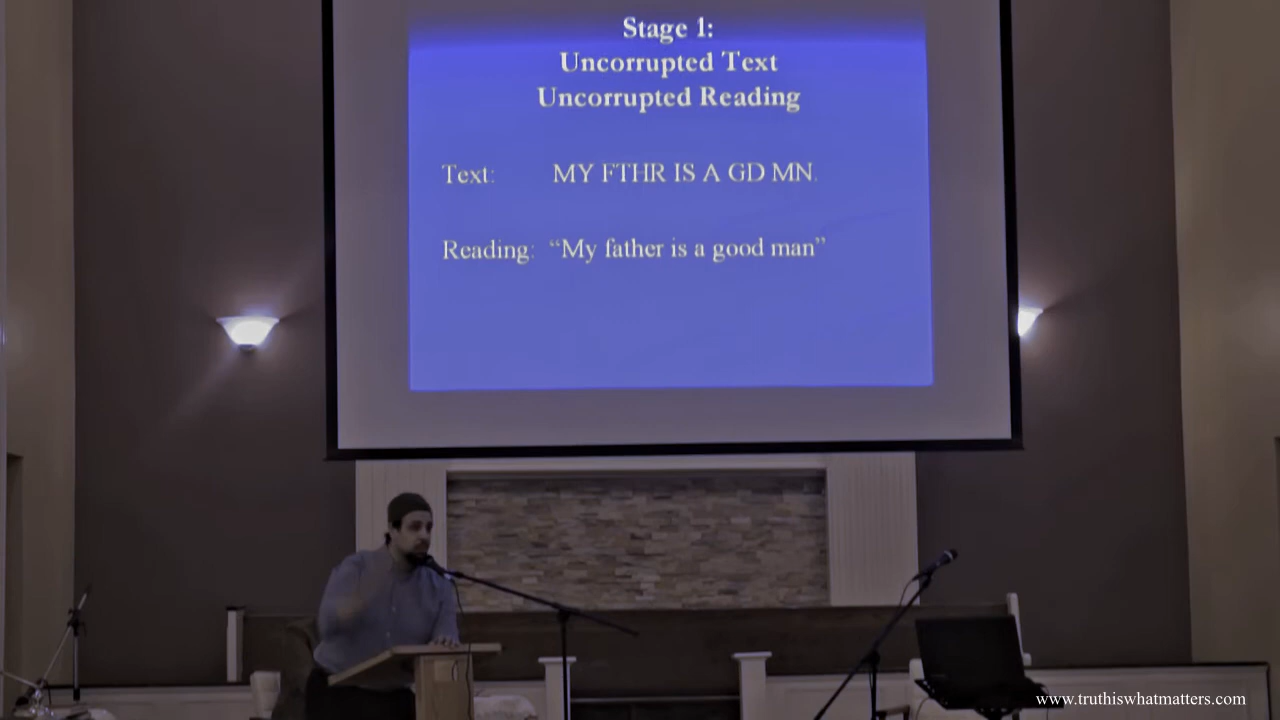 Stage 1:
Uncorrupted Text
Uncorrupted Reading
Text: MY FTHR IS A GD MN.
Reading: “My father is a good man”
www.truthiswhatmatters.com